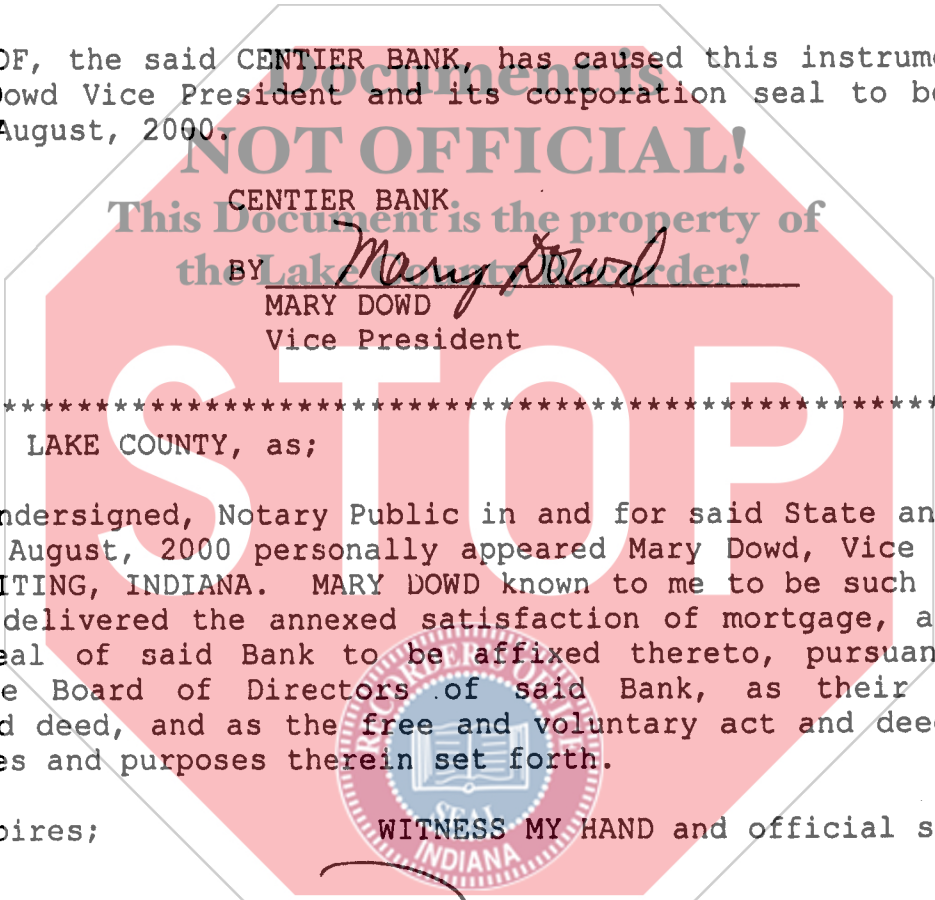 OF, the said CENTIER BANK, has caused this instrum
Dowd Vice President and its corporation seal to be
August, 2000.
Document is
NOT OFFICIAL!
This Document is the property of
the Lake County Recorder!
CENTIER BANK
BY Mary Dowd
MARY DOWD
Vice President
STOP
***************************************************
LAKE COUNTY, as;
ndersigned, Notary Public in and for said State an
August, 2000 personally appeared Mary Dowd, Vice
ITING, INDIANA. MARY DOWD known to me to be such
delivered the annexed satisfaction of mortgage, a
eal of said Bank to be affixed thereto, pursuan
e Board of Directors of said Bank, as their
d deed, and as the free and voluntary act and dee
es and purposes therein set forth.
RECORDER'S OFFICE
SEAL
INDIANA
pires; WITNESS MY HAND and official s